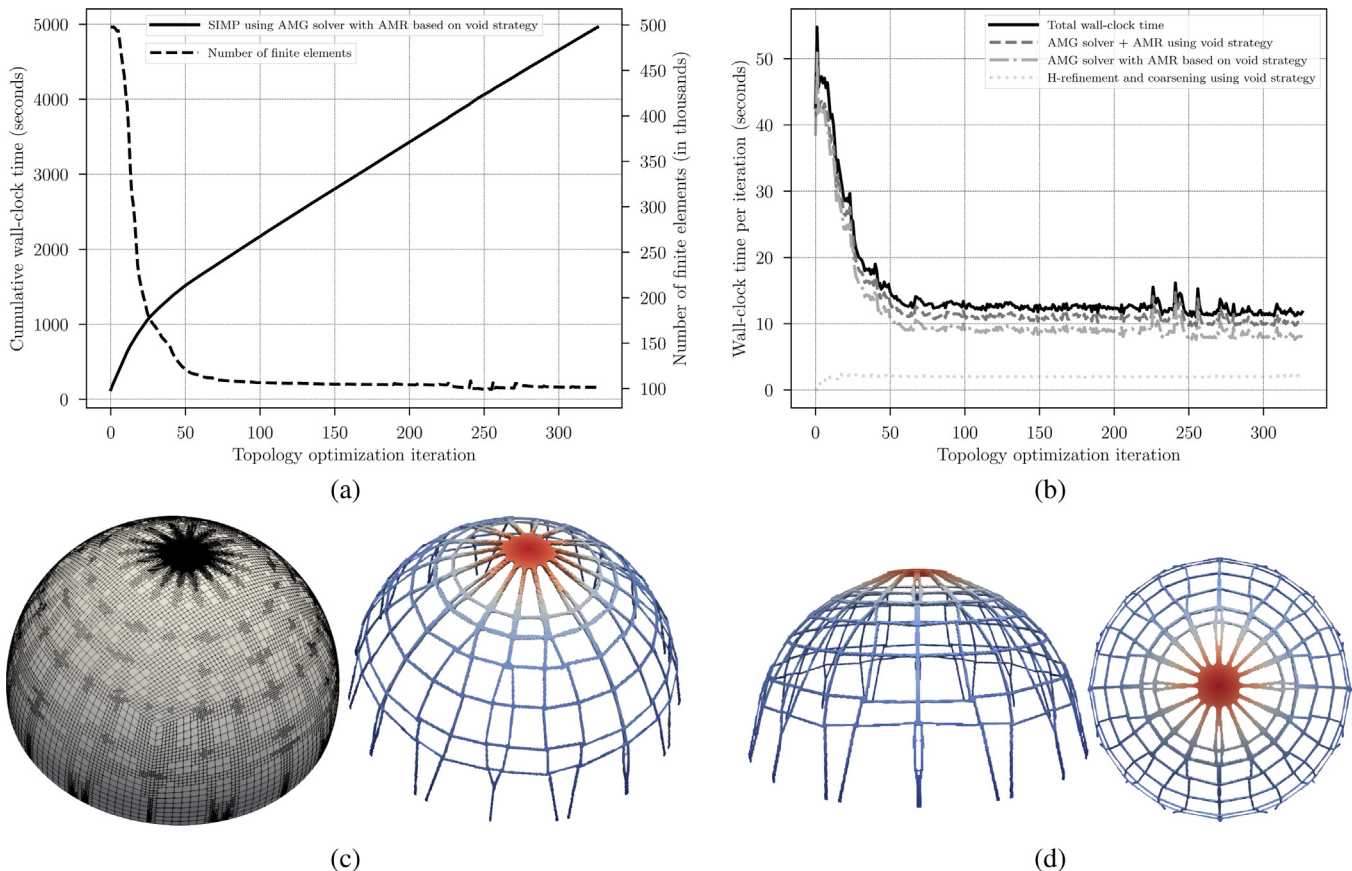 SIMP using AMG solver with AMR based on void strategy
Number of finite elements
Cumulative wall-clock time (seconds)
5000
4000
3000
2000
1000
0
Number of finite elements (in thousands)
500
450
400
350
300
250
200
150
100
0 50 100 150 200 250 300
Topology optimization iteration
(a)
Total wall-clock time
AMG solver + AMR using void strategy
AMG solver with AMR based on void strategy
H-refinement and coarsening using void strategy
Wall-clock time per iteration (seconds)
50
40
30
20
10
0
0 50 100 150 200 250 300
Topology optimization iteration
(b)
(c)
(d)